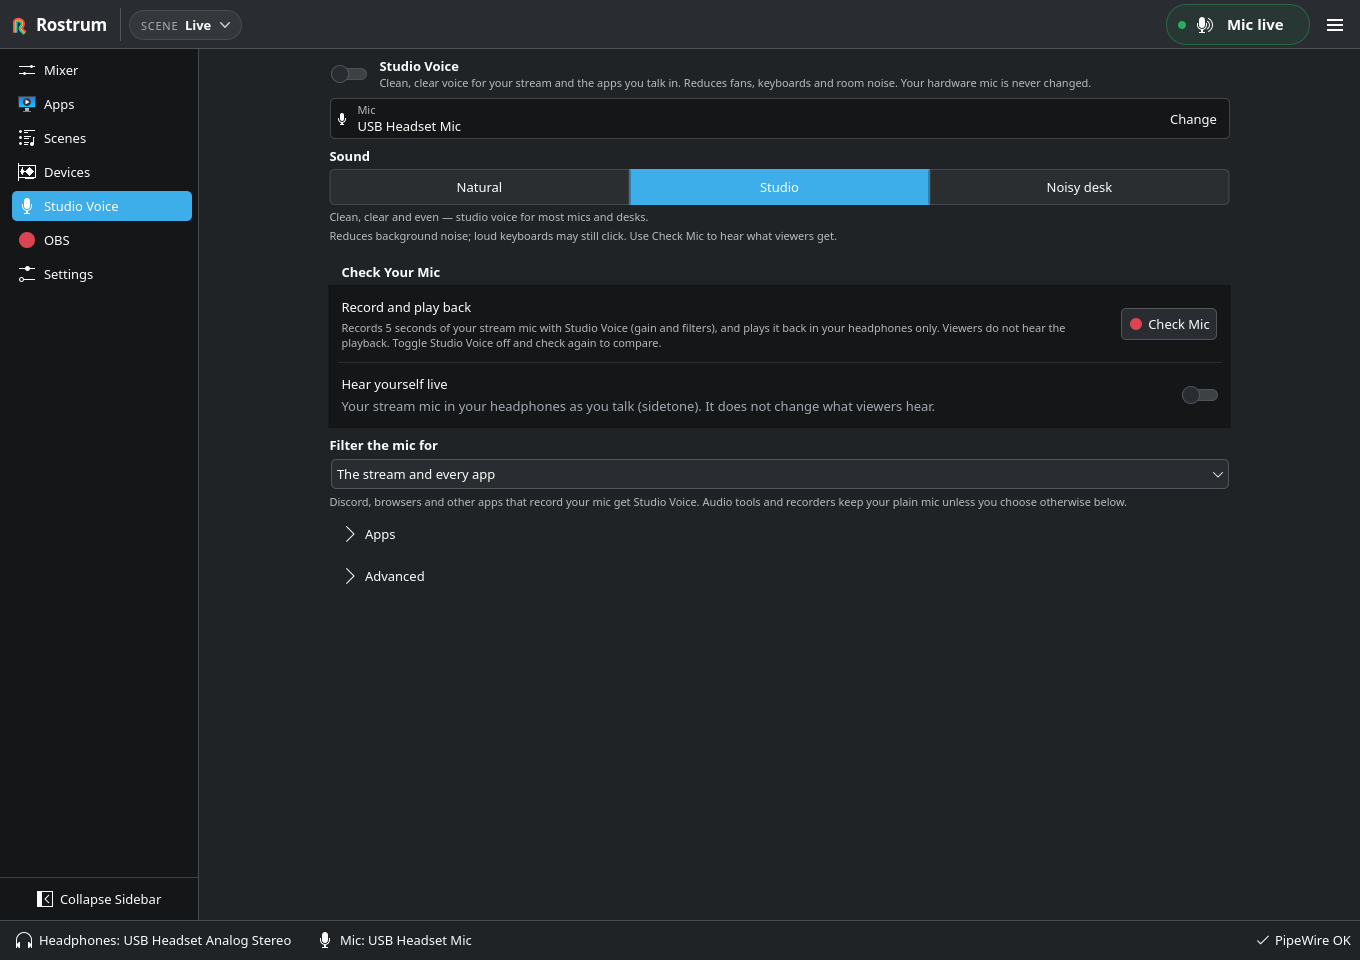 Rostrum
SCENE Live
Mic live
Mixer
Apps
Scenes
Devices
Studio Voice
OBS
Settings
Collapse Sidebar
Studio Voice
Clean, clear voice for your stream and the apps you talk in. Reduces fans, keyboards and room noise. Your hardware mic is never changed.
Mic
USB Headset Mic
Change
Sound
Natural
Studio
Noisy desk
Clean, clear and even — studio voice for most mics and desks.
Reduces background noise; loud keyboards may still click. Use Check Mic to hear what viewers get.
Check Your Mic
Record and play back
Records 5 seconds of your stream mic with Studio Voice (gain and filters), and plays it back in your headphones only. Viewers do not hear the
playback. Toggle Studio Voice off and check again to compare.
Check Mic
Hear yourself live
Your stream mic in your headphones as you talk (sidetone). It does not change what viewers hear.
Filter the mic for
The stream and every app
Discord, browsers and other apps that record your mic get Studio Voice. Audio tools and recorders keep your plain mic unless you choose otherwise below.
Apps
Advanced
Headphones: USB Headset Analog Stereo
Mic: USB Headset Mic
PipeWire OK